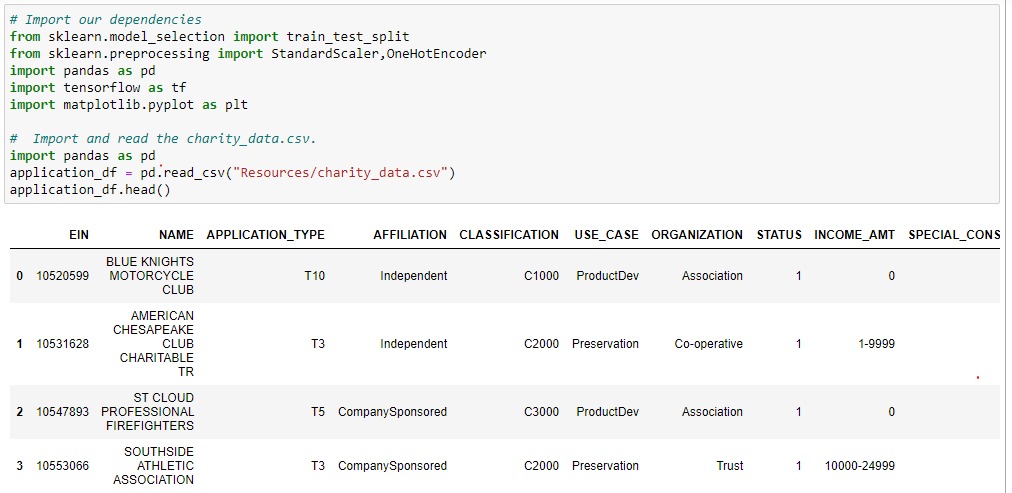 # Import our dependencies
from sklearn.model_selection import train_test_split
from sklearn.preprocessing import StandardScaler,OneHotEncoder
import pandas as pd
import tensorflow as tf
import matplotlib.pyplot as plt
#  Import and read the charity_data.csv.
import pandas as pd
application_df = pd.read_csv("Resources/charity_data.csv")
application_df.head()
EIN NAME APPLICATION_TYPE AFFILIATION CLASSIFICATION USE_CASE ORGANIZATION STATUS INCOME_AMT SPECIAL_CONS
BLUE KNIGHTS
0 10520599 MOTORCYCLE T10 Independent C1000 ProductDev Association 1 0
CLUB
AMERICAN
CHESAPEAKE
1 10531628 CLUB T3 Independent C2000 Preservation Co-operative 1 1-9999
CHARITABLE
TR
ST CLOUD
2 10547893 PROFESSIONAL T5 CompanySponsored C3000 ProductDev Association 1 0
FIREFIGHTERS
SOUTHSIDE
3 10553066 ATHLETIC T3 CompanySponsored C2000 Preservation Trust 1 10000-24999
ASSOCIATION